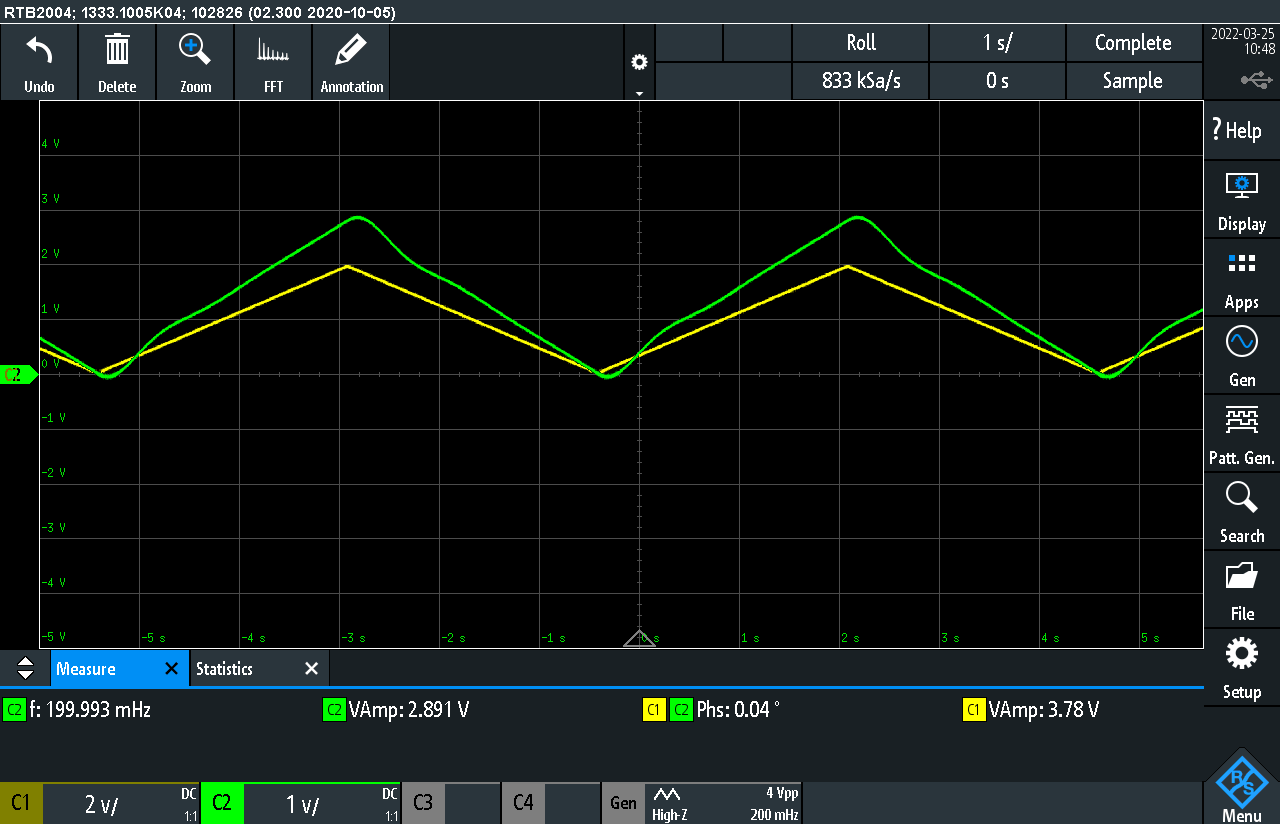 RTB2004; 1333.1005K04; 102826 (02.300 2020-10-05)
Undo
Delete
Zoom
FFT
Annotation
Roll
1 s/
Complete
833 kSa/s
0 s
Sample
2022-03-25
10:48
? Help
Display
Apps
Gen
Patt. Gen.
Search
File
Setup
Menu
4 V
3 V
2 V
1 V
0 V
-1 V
-2 V
-3 V
-4 V
-5 V
C2
-5 s
-4 s
-3 s
-2 s
-1 s
0 s
1 s
2 s
3 s
4 s
5 s
Measure
Statistics
C2 f: 199.993 mHz
C2 VAmp: 2.891 V
C1 C2 Phs: 0.04 °
C1 VAmp: 3.78 V
C1 2 V/ DC 1:1
C2 1 V/ DC 1:1
C3
C4
Gen
High-Z
4 Vpp
200 mHz
R&S